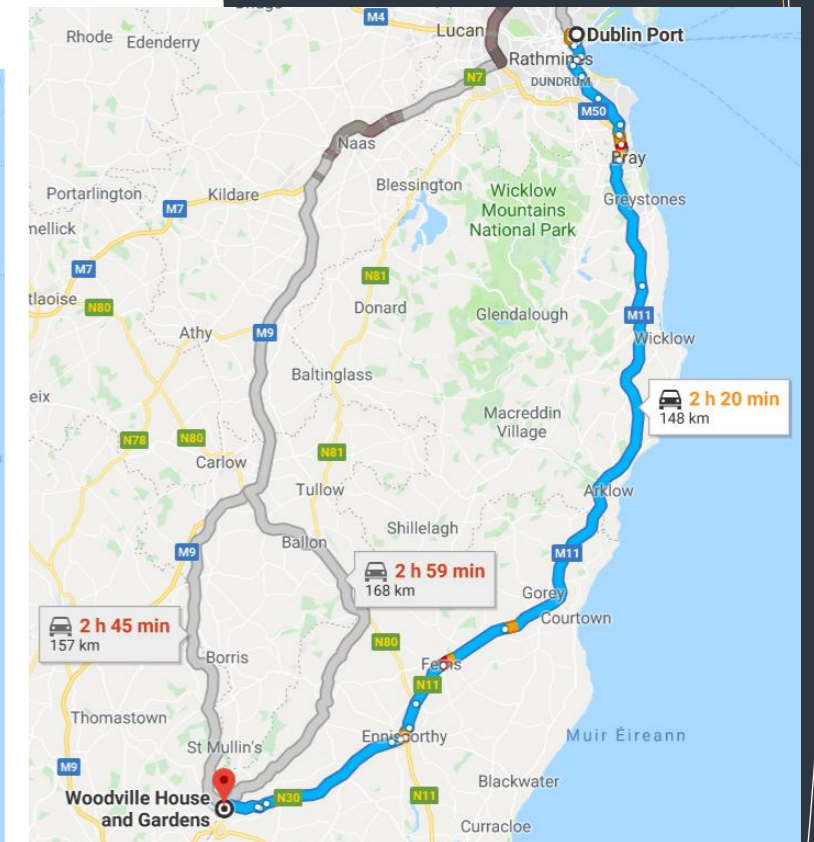 M4
Lucan
Dublin Port
Rhode
Edenderry
Rathmines
N7
DUNDRUM
M50
Naas
Bray
Blessington
Wicklow
Mountains
National Park
Portarlington
Kildare
Greystones
M7
M7
N81
N80
Donard
Glendalough
M11
Athy
M9
Wicklow
Baltinglass
2 h 20 min
148 km
Macreddin
Village
N78
N80
N81
Carlow
Tullow
Arklow
Shillelagh
M9
Ballon
M11
2 h 59 min
168 km
Gorey
Courtown
2 h 45 min
157 km
N80
Ferns
Borris
N11
Thomastown
St Mullin's
Enniscorthy
Muir Éireann
M9
Blackwater
Woodville House
and Gardens
N30
N11
Curracloe